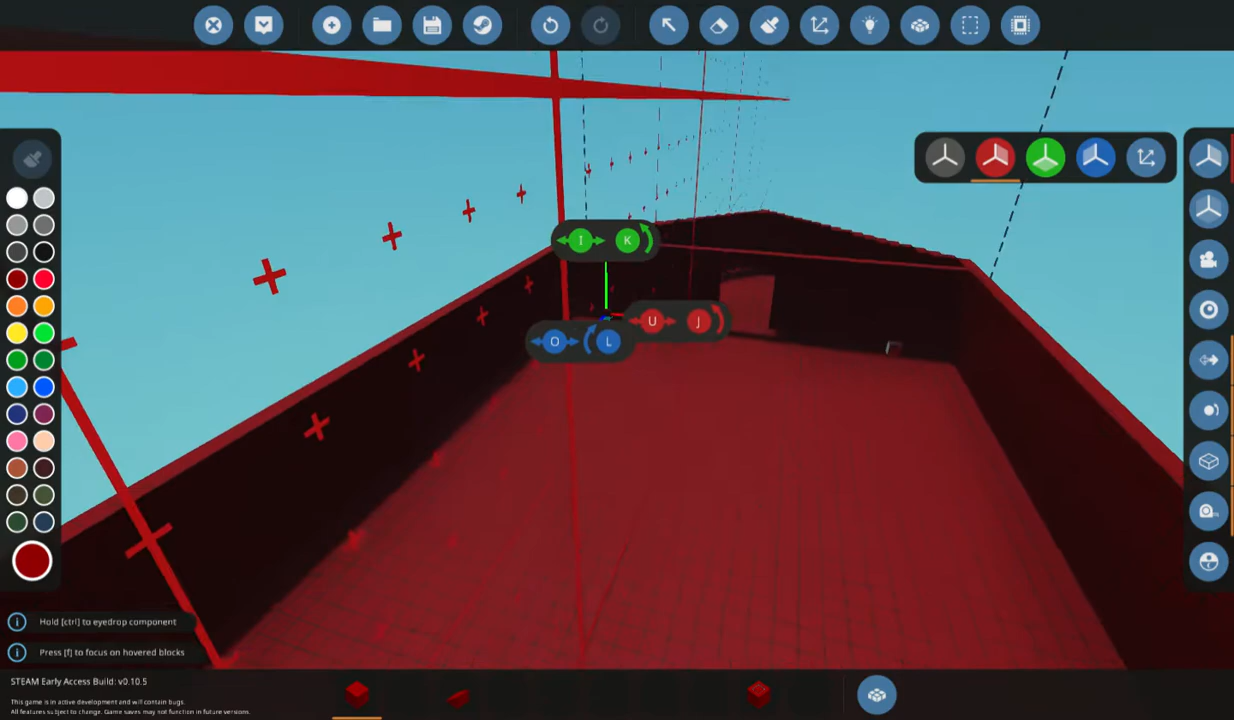 I K
U J
O L
Hold [ctrl] to eyedrop component
Press [f] to focus on hovered blocks
STEAM Early Access Build: v0.10.5
This game is in active development and will contain bugs.
All features subject to change. Game saves may not function in future versions.